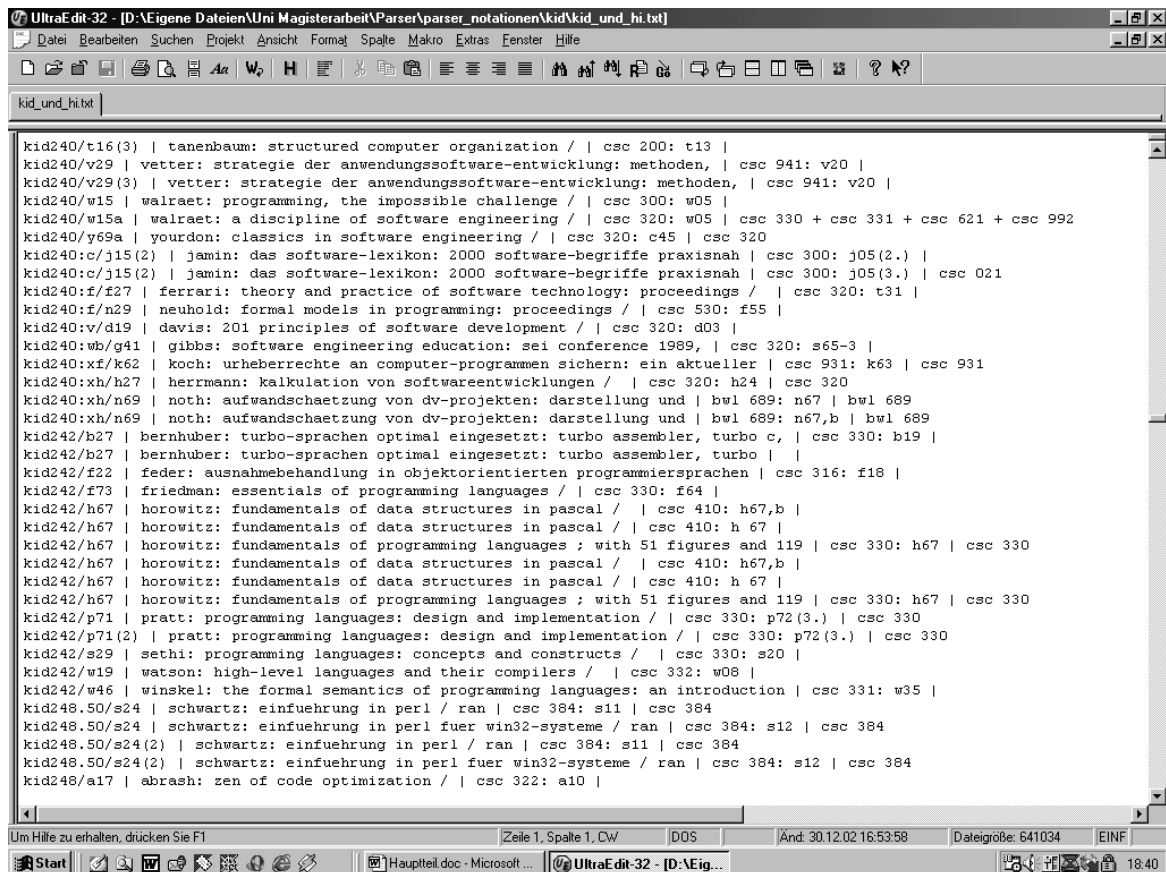 UltraEdit-32 - [D:\Eigene Dateien\Uni Magisterarbeit\Parser\parser_notationen\kid\kid_und_hi.txt]
Datei Bearbeiten Suchen Projekt Ansicht Format Spalte Makro Extras Fenster Hilfe
kid_und_hi.txt
kid240/t16(3) | tanenbaum: structured computer organization / | csc 200: t13 |
kid240/v29 | vetter: strategie der anwendungssoftware-entwicklung: methoden, | csc 941: v20 |
kid240/v29(3) | vetter: strategie der anwendungssoftware-entwicklung: methoden, | csc 941: v20 |
kid240/w15 | walraet: programming, the impossible challenge / | csc 300: w05 |
kid240/w15a | walraet: a discipline of software engineering / | csc 320: w05 | csc 330 + csc 331 + csc 621 + csc 992
kid240/y69a | yourdon: classics in software engineering / | csc 320: c45 | csc 320
kid240:c/j15(2) | jamin: das software-lexikon: 2000 software-begriffe praxisnah | csc 300: j05(2.) |
kid240:c/j15(2) | jamin: das software-lexikon: 2000 software-begriffe praxisnah | csc 300: j05(3.) | csc 021
kid240:f/f27 | ferrari: theory and practice of software technology: proceedings /  | csc 320: t31 |
kid240:f/n29 | neuhold: formal models in programming: proceedings / | csc 530: f55 |
kid240:v/d19 | davis: 201 principles of software development / | csc 320: d03 |
kid240:wb/g41 | gibbs: software engineering education: sei conference 1989, | csc 320: s65-3 |
kid240:xf/k62 | koch: urheberrechte an computer-programmen sichern: ein aktueller | csc 931: k63 | csc 931
kid240:xh/h27 | herrmann: kalkulation von softwareentwicklungen /  | csc 320: h24 | csc 320
kid240:xh/n69 | noth: aufwandschaetzung von dv-projekten: darstellung und | bwl 689: n67 | bwl 689
kid240:xh/n69 | noth: aufwandschaetzung von dv-projekten: darstellung und | bwl 689: n67,b | bwl 689
kid242/b27 | bernhuber: turbo-sprachen optimal eingesetzt: turbo assembler, turbo c, | csc 330: b19 |
kid242/b27 | bernhuber: turbo-sprachen optimal eingesetzt: turbo assembler, turbo |  |
kid242/f22 | feder: ausnahmebehandlung in objektorientierten programmiersprachen | csc 316: f18 |
kid242/f73 | friedman: essentials of programming languages / | csc 330: f64 |
kid242/h67 | horowitz: fundamentals of data structures in pascal /  | csc 410: h67,b |
kid242/h67 | horowitz: fundamentals of data structures in pascal / | csc 410: h 67 |
kid242/h67 | horowitz: fundamentals of programming languages ; with 51 figures and 119 | csc 330: h67 | csc 330
kid242/h67 | horowitz: fundamentals of data structures in pascal /  | csc 410: h67,b |
kid242/h67 | horowitz: fundamentals of data structures in pascal / | csc 410: h 67 |
kid242/h67 | horowitz: fundamentals of programming languages ; with 51 figures and 119 | csc 330: h67 | csc 330
kid242/p71 | pratt: programming languages: design and implementation / | csc 330: p72(3.) | csc 330
kid242/p71(2) | pratt: programming languages: design and implementation / | csc 330: p72(3.) | csc 330
kid242/s29 | sethi: programming languages: concepts and constructs /  | csc 330: s20 |
kid242/w19 | watson: high-level languages and their compilers /  | csc 332: w08 |
kid242/w46 | winskel: the formal semantics of programming languages: an introduction | csc 331: w35 |
kid248.50/s24 | schwartz: einfuehrung in perl / ran | csc 384: s11 | csc 384
kid248.50/s24 | schwartz: einfuehrung in perl fuer win32-systeme / ran | csc 384: s12 | csc 384
kid248.50/s24(2) | schwartz: einfuehrung in perl / ran | csc 384: s11 | csc 384
kid248.50/s24(2) | schwartz: einfuehrung in perl fuer win32-systeme / ran | csc 384: s12 | csc 384
kid248/a17 | abrash: zen of code optimization / | csc 322: a10 |
Um Hilfe zu erhalten, drücken Sie F1 Zeile 1, Spalte 1, CW DOS Änd: 30.12.02 16:53:58 Dateigröße: 641034 EINF
Start Hauptteil.doc - Microsoft ... UltraEdit-32 - [D:\Eig... 18:40